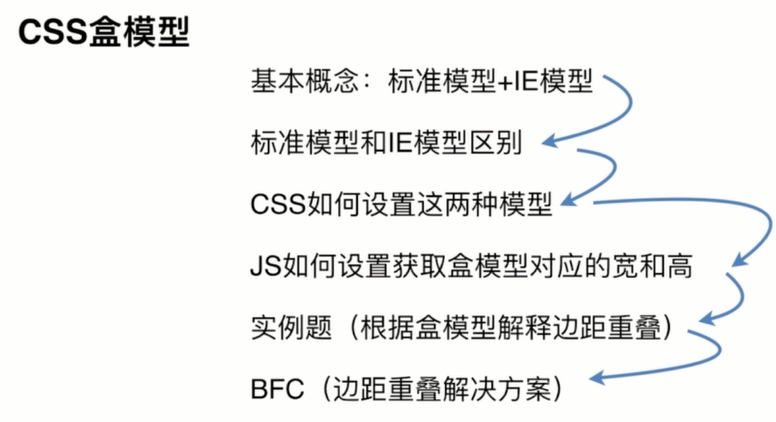 CSS盒模型
基本概念：标准模型+IE模型
标准模型和IE模型区别
CSS如何设置这两种模型
JS如何设置获取盒模型对应的宽和高
实例题（根据盒模型解释边距重叠）
BFC（边距重叠解决方案）